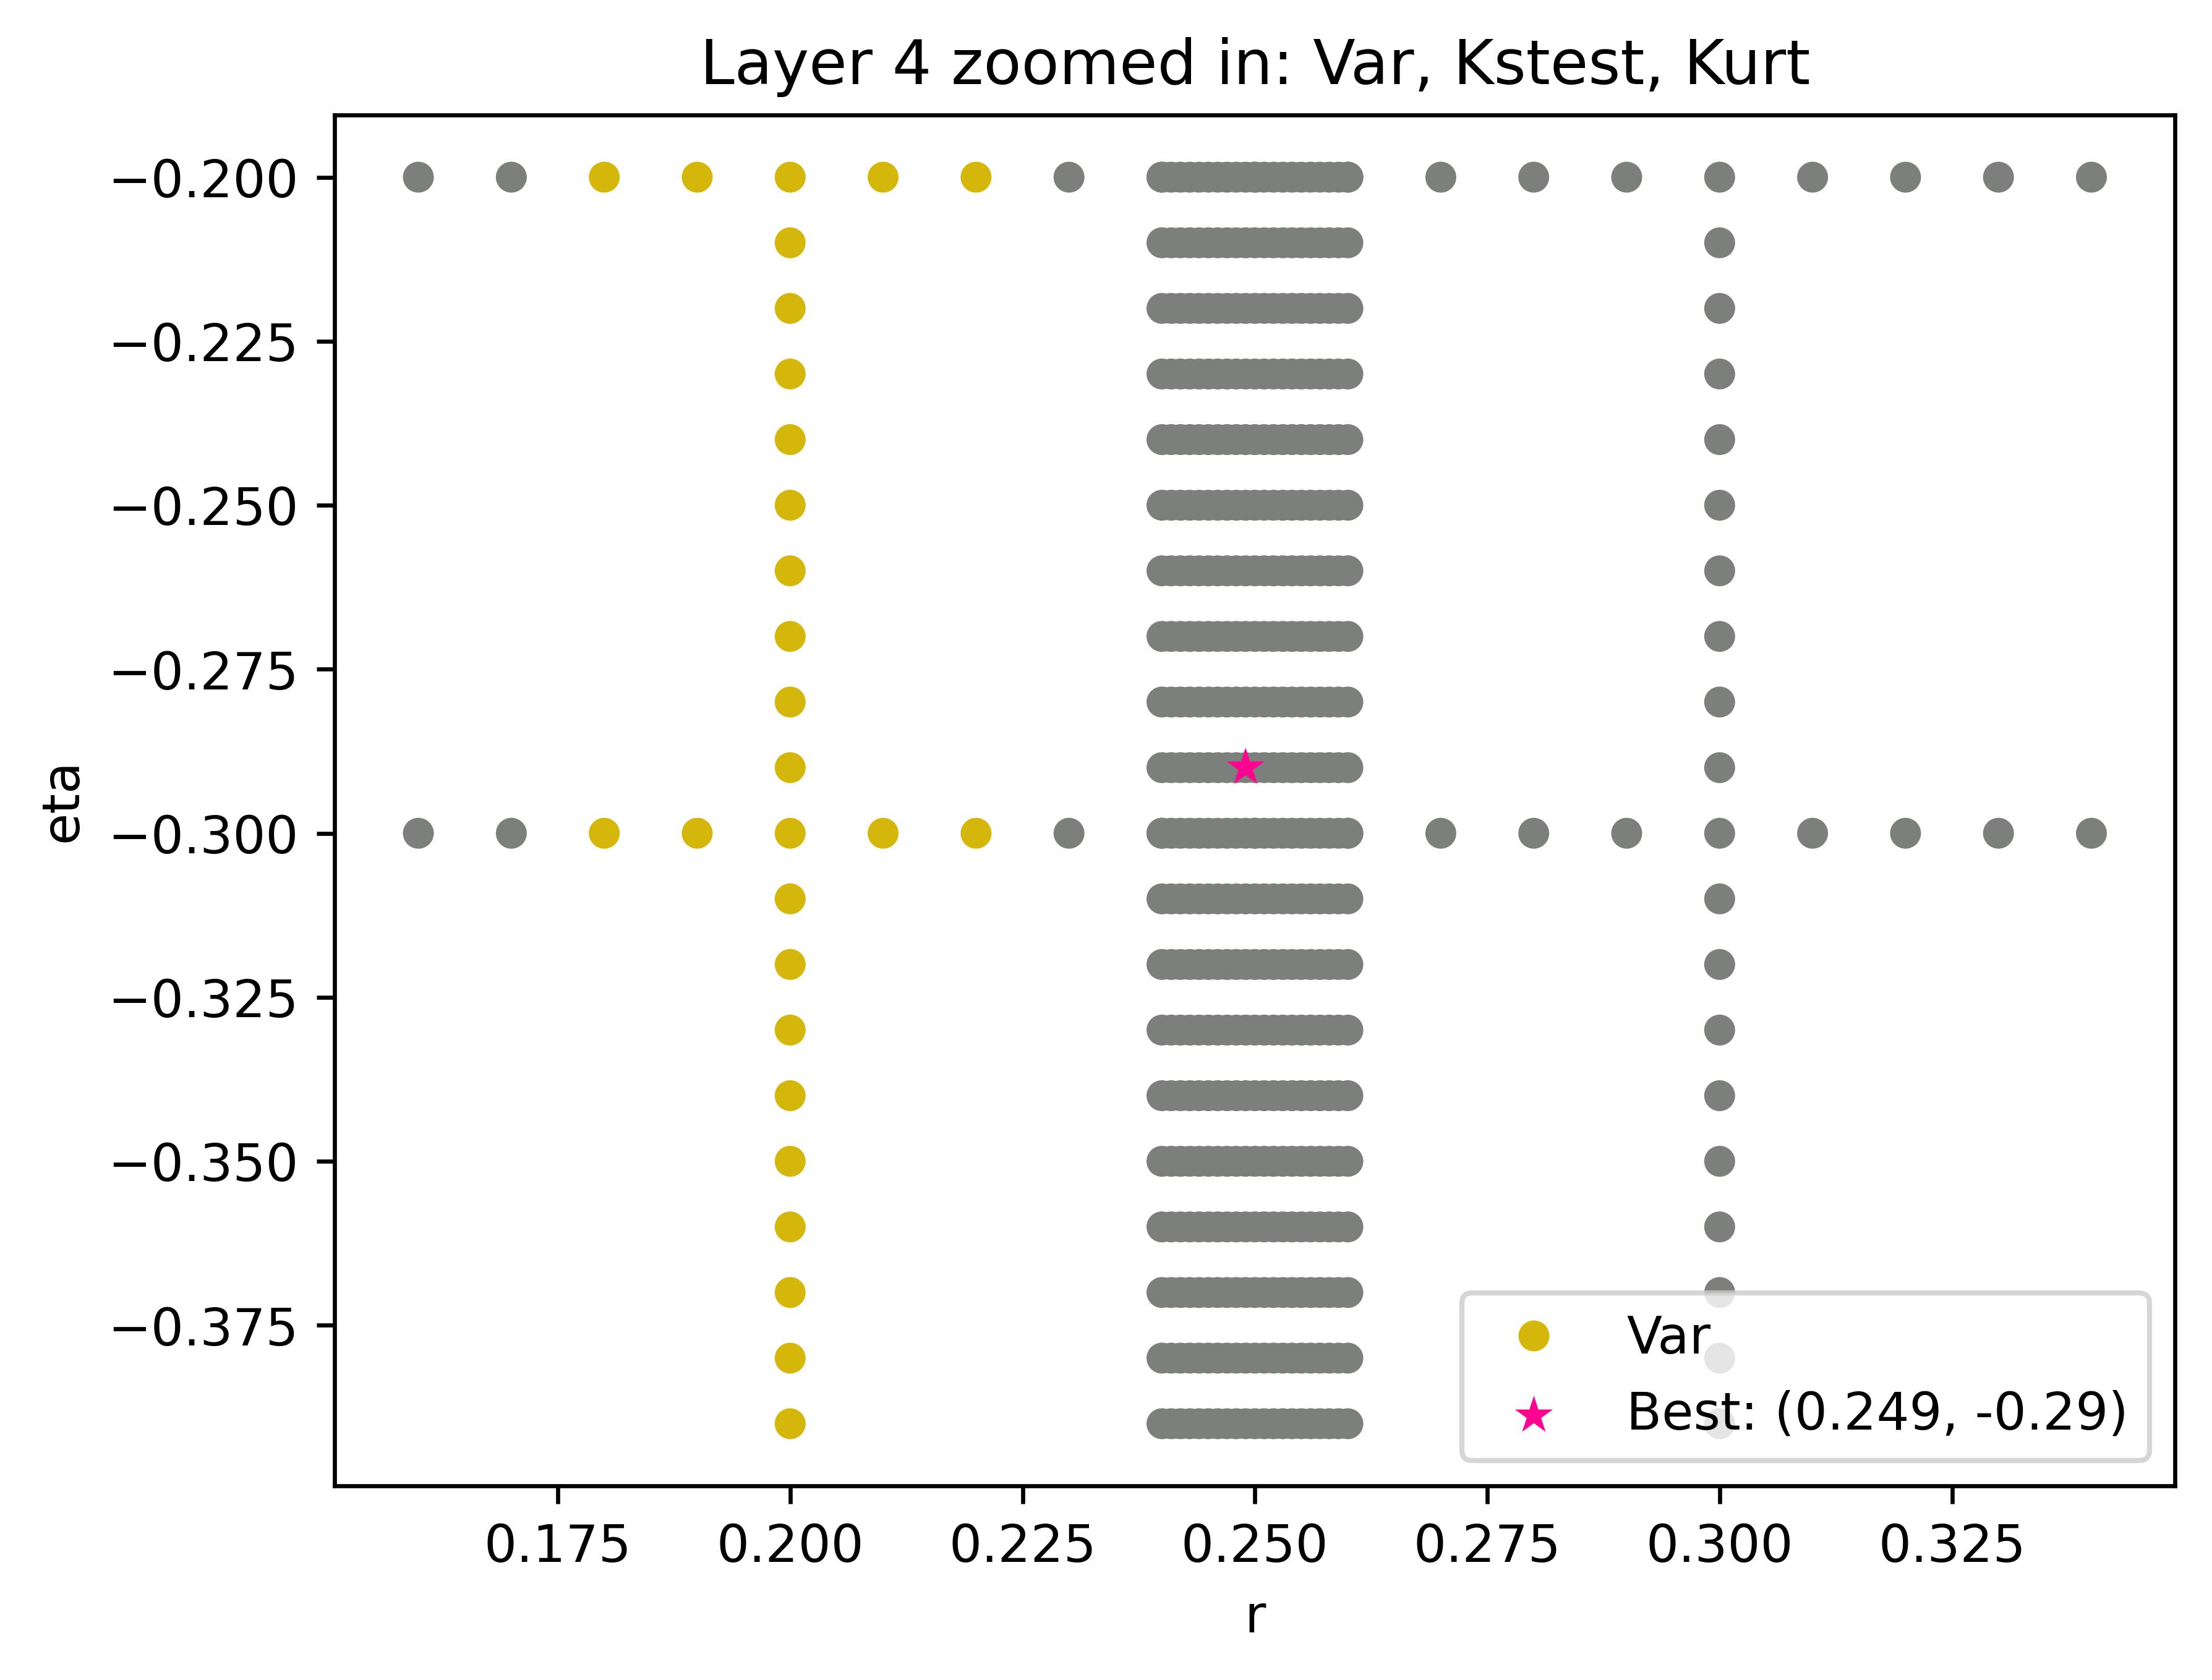 Layer 4 zoomed in: Var, Kstest, Kurt
−0.200
−0.225
−0.250
−0.275
−0.300
−0.325
−0.350
−0.375
eta
Var
Best: (0.249, -0.29)
0.175 0.200 0.225 0.250 0.275 0.300 0.325
r